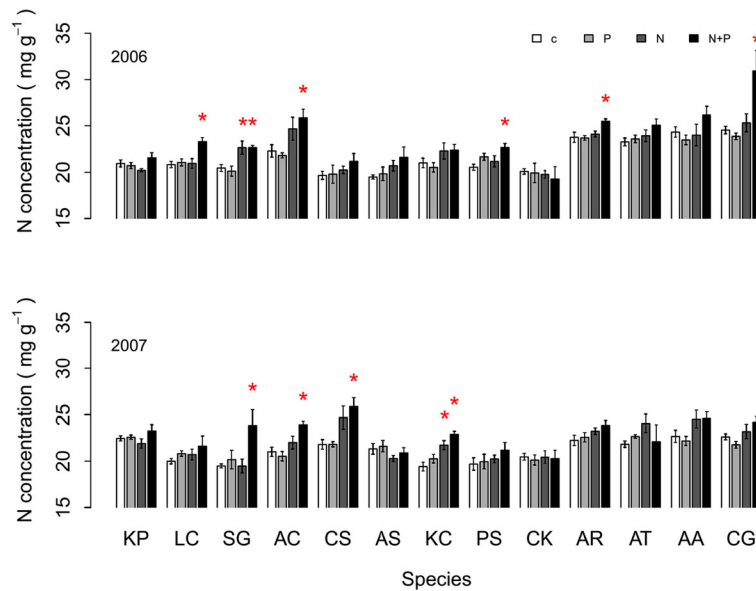 c P N N+P
2006
N concentration ( mg g⁻¹ )
35
30
25
20
15
* ** * * * *
2007
N concentration ( mg g⁻¹ )
35
30
25
20
15
* * * * *
KP LC SG AC CS AS KC PS CK AR AT AA CG
Species